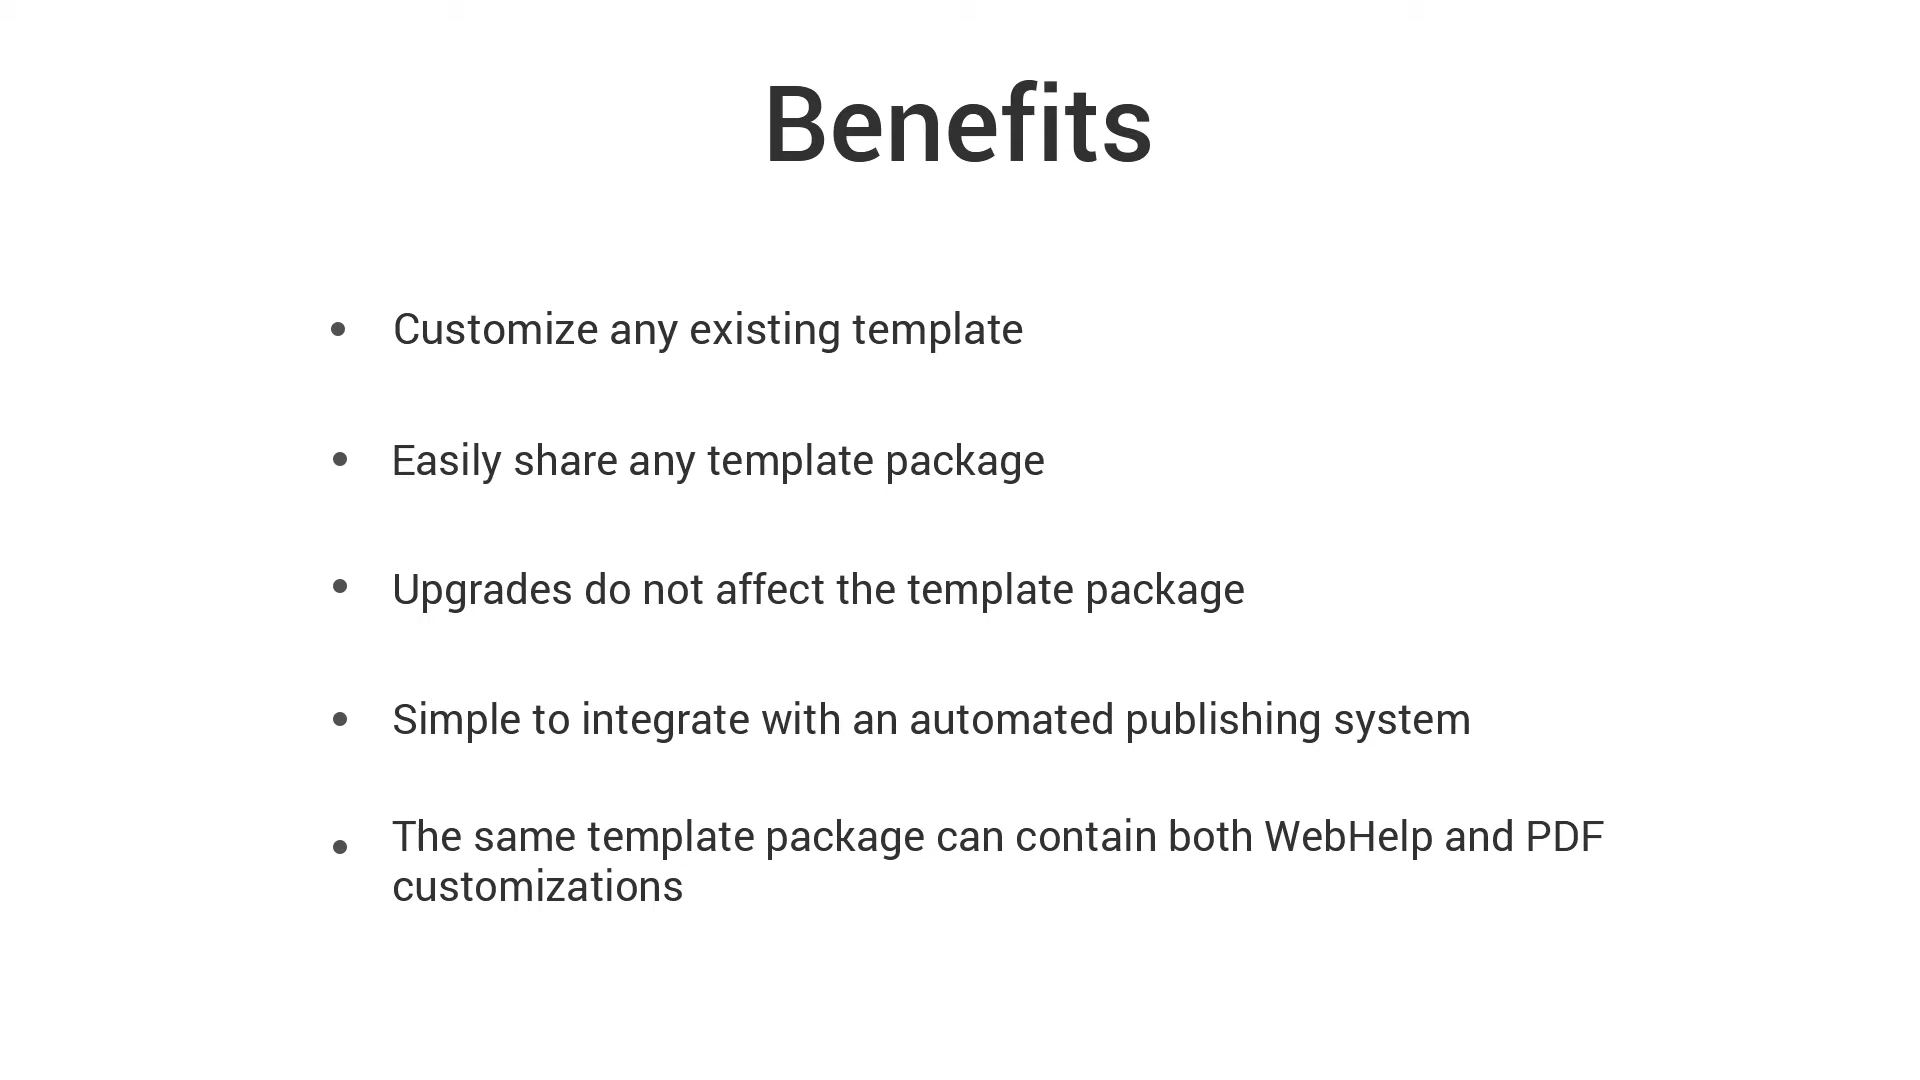 Benefits
• Customize any existing template
• Easily share any template package
• Upgrades do not affect the template package
• Simple to integrate with an automated publishing system
• The same template package can contain both WebHelp and PDF
customizations